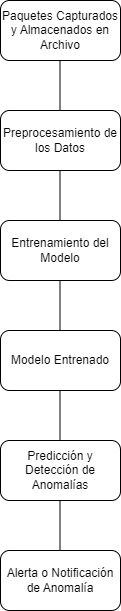 Paquetes Capturados
y Almacenados en
Archivo
Preprocesamiento de
los Datos
Entrenamiento del
Modelo
Modelo Entrenado
Predicción y
Detección de
Anomalías
Alerta o Notificación
de Anomalía